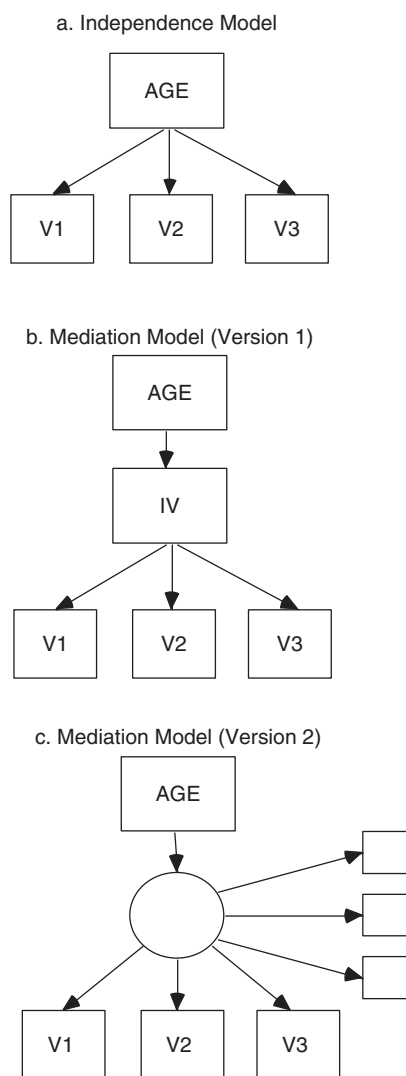 a. Independence Model
AGE
V1 V2 V3
b. Mediation Model (Version 1)
AGE
IV
V1 V2 V3
c. Mediation Model (Version 2)
AGE
V1 V2 V3